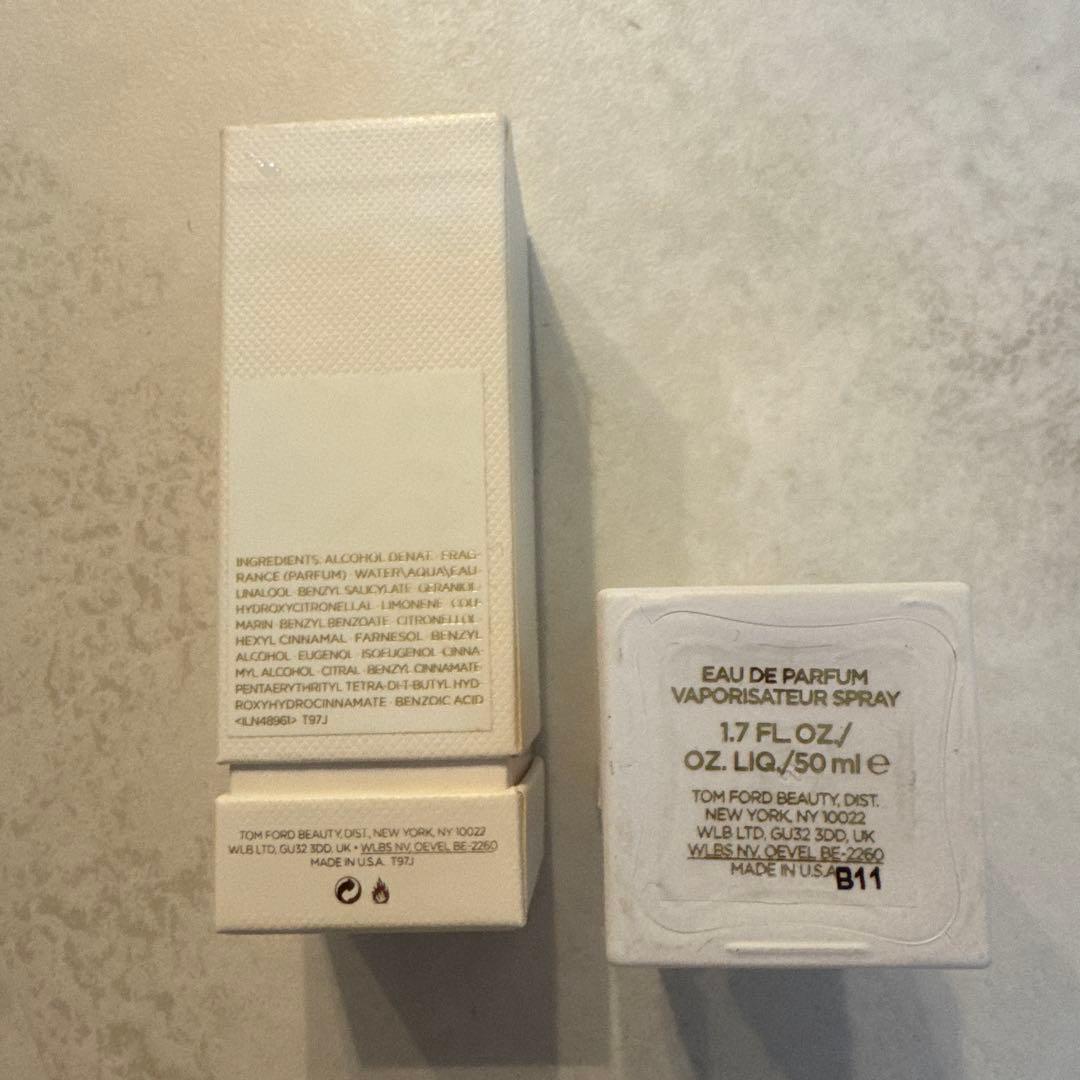 INGREDIENTS: ALCOHOL DENAT· FRAG-
RANCE (PARFUM)· WATER\AQUA\EAU·
LINALOOL· BENZYL SALICYLATE· GERANIOL·
HYDROXYCITRONELLAL· LIMONENE· COU-
MARIN· BENZYL BENZOATE· CITRONELLOL·
HEXYL CINNAMAL· FARNESOL· BENZYL
ALCOHOL· EUGENOL· ISOEUGENOL· CINNA-
MYL ALCOHOL· CITRAL· BENZYL CINNAMATE·
PENTAERYTHRITYL TETRA-DI-T-BUTYL HYD-
ROXYHYDROCINNAMATE· BENZOIC ACID
<ILN48961> T97J
TOM FORD BEAUTY, DIST., NEW YORK, NY 10022
WLB LTD, GU32 3DD, UK • WLBS NV, OEVEL BE-2260
MADE IN U.S.A. T97J
EAU DE PARFUM
VAPORISATEUR SPRAY
1.7 FL. OZ./
OZ. LIQ./50 ml ℮
TOM FORD BEAUTY, DIST.
NEW YORK, NY 10022
WLB LTD, GU32 3DD, UK
WLBS NV, OEVEL BE-2260
MADE IN U.S.A
B11